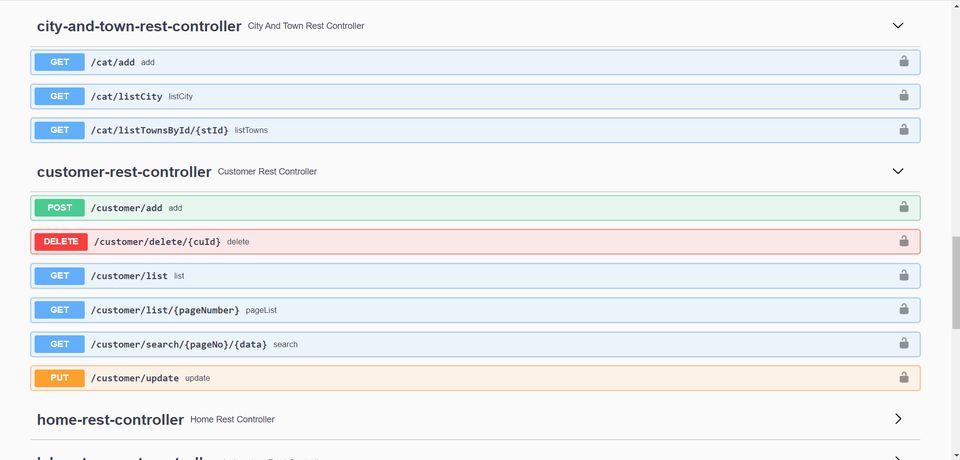 city-and-town-rest-controller City And Town Rest Controller
GET /cat/add add
GET /cat/listCity listCity
GET /cat/listTownsById/{stId} listTowns
customer-rest-controller Customer Rest Controller
POST /customer/add add
DELETE /customer/delete/{cuId} delete
GET /customer/list list
GET /customer/list/{pageNumber} pageList
GET /customer/search/{pageNo}/{data} search
PUT /customer/update update
home-rest-controller Home Rest Controller